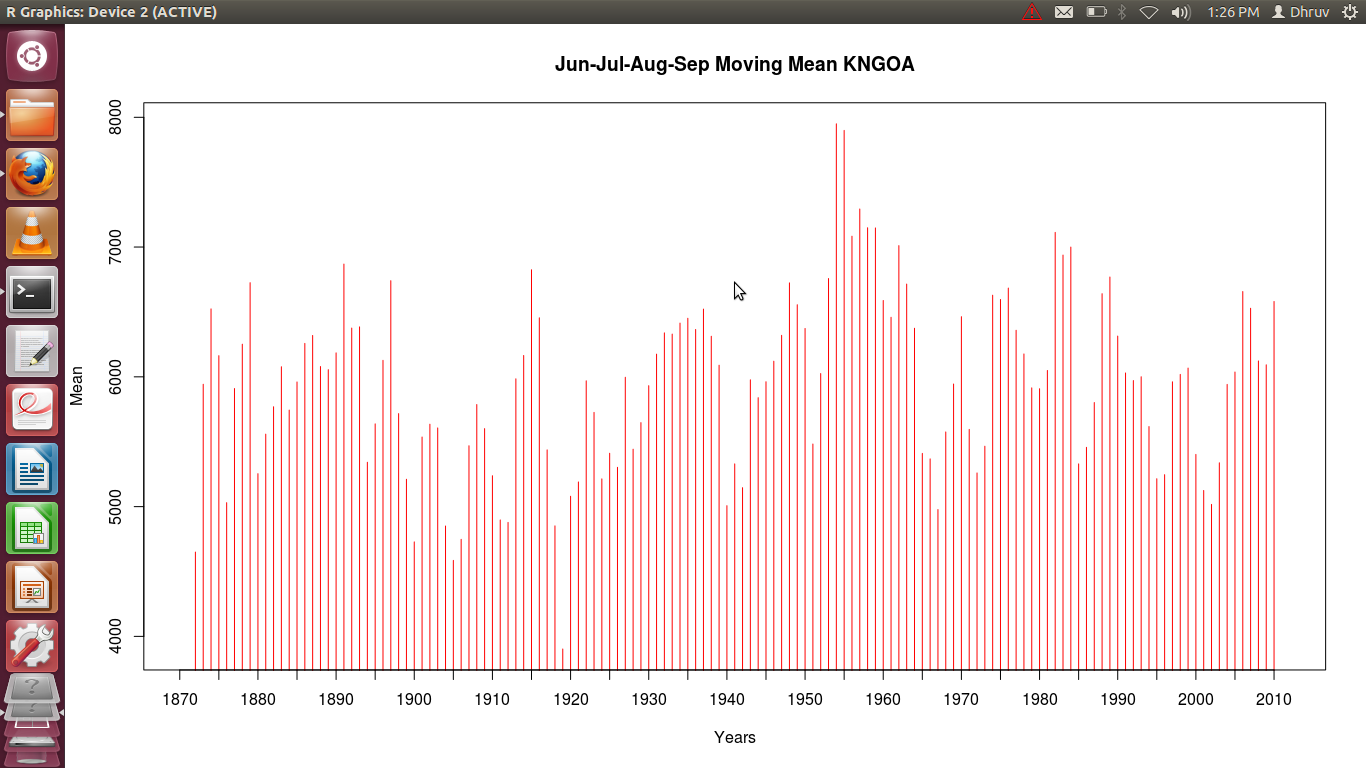 R Graphics: Device 2 (ACTIVE)
1:26 PM
Dhruv
Jun-Jul-Aug-Sep Moving Mean KNGOA
8000
7000
6000
5000
4000
Mean
1870 1880 1890 1900 1910 1920 1930 1940 1950 1960 1970 1980 1990 2000 2010
Years